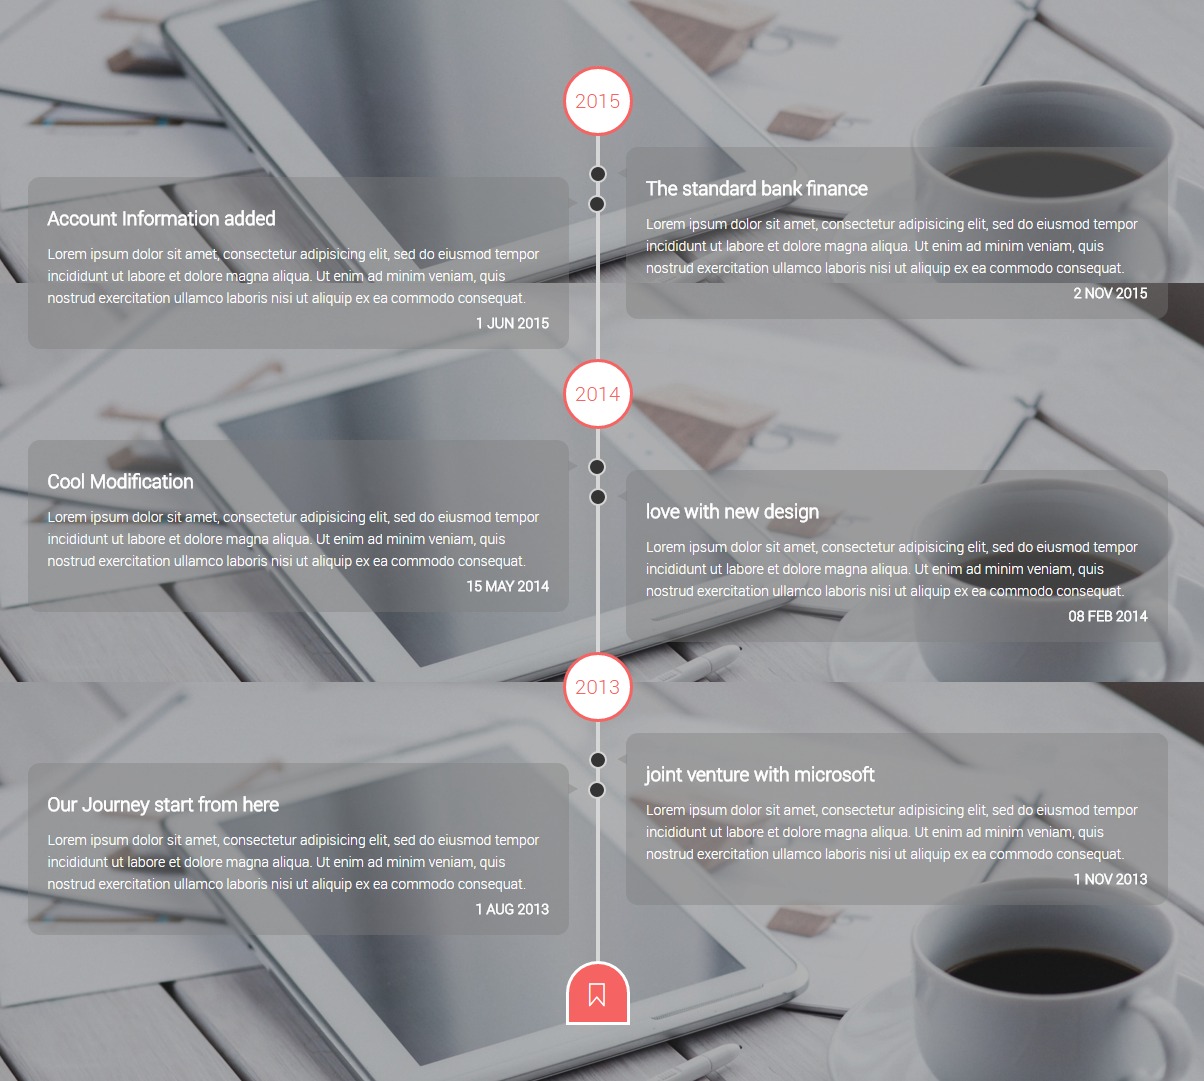 2015
The standard bank finance
Lorem ipsum dolor sit amet, consectetur adipisicing elit, sed do eiusmod tempor
incididunt ut labore et dolore magna aliqua. Ut enim ad minim veniam, quis
nostrud exercitation ullamco laboris nisi ut aliquip ex ea commodo consequat.
2 NOV 2015
Account Information added
Lorem ipsum dolor sit amet, consectetur adipisicing elit, sed do eiusmod tempor
incididunt ut labore et dolore magna aliqua. Ut enim ad minim veniam, quis
nostrud exercitation ullamco laboris nisi ut aliquip ex ea commodo consequat.
1 JUN 2015
2014
Cool Modification
Lorem ipsum dolor sit amet, consectetur adipisicing elit, sed do eiusmod tempor
incididunt ut labore et dolore magna aliqua. Ut enim ad minim veniam, quis
nostrud exercitation ullamco laboris nisi ut aliquip ex ea commodo consequat.
15 MAY 2014
love with new design
Lorem ipsum dolor sit amet, consectetur adipisicing elit, sed do eiusmod tempor
incididunt ut labore et dolore magna aliqua. Ut enim ad minim veniam, quis
nostrud exercitation ullamco laboris nisi ut aliquip ex ea commodo consequat.
08 FEB 2014
2013
joint venture with microsoft
Lorem ipsum dolor sit amet, consectetur adipisicing elit, sed do eiusmod tempor
incididunt ut labore et dolore magna aliqua. Ut enim ad minim veniam, quis
nostrud exercitation ullamco laboris nisi ut aliquip ex ea commodo consequat.
1 NOV 2013
Our Journey start from here
Lorem ipsum dolor sit amet, consectetur adipisicing elit, sed do eiusmod tempor
incididunt ut labore et dolore magna aliqua. Ut enim ad minim veniam, quis
nostrud exercitation ullamco laboris nisi ut aliquip ex ea commodo consequat.
1 AUG 2013